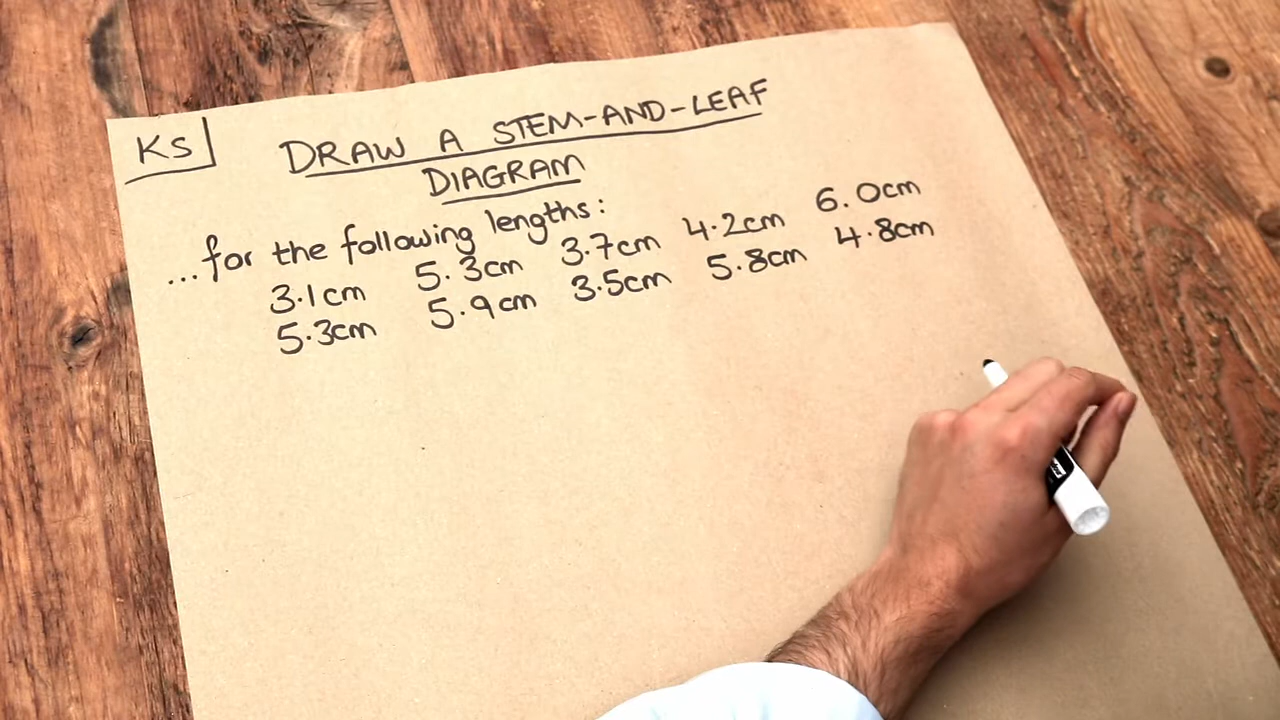 KS
DRAW A STEM-AND-LEAF
DIAGRAM
...for the following lengths:
3.1cm 5.3cm 3.7cm 4.2cm 6.0cm
5.3cm 5.9cm 3.5cm 5.8cm 4.8cm